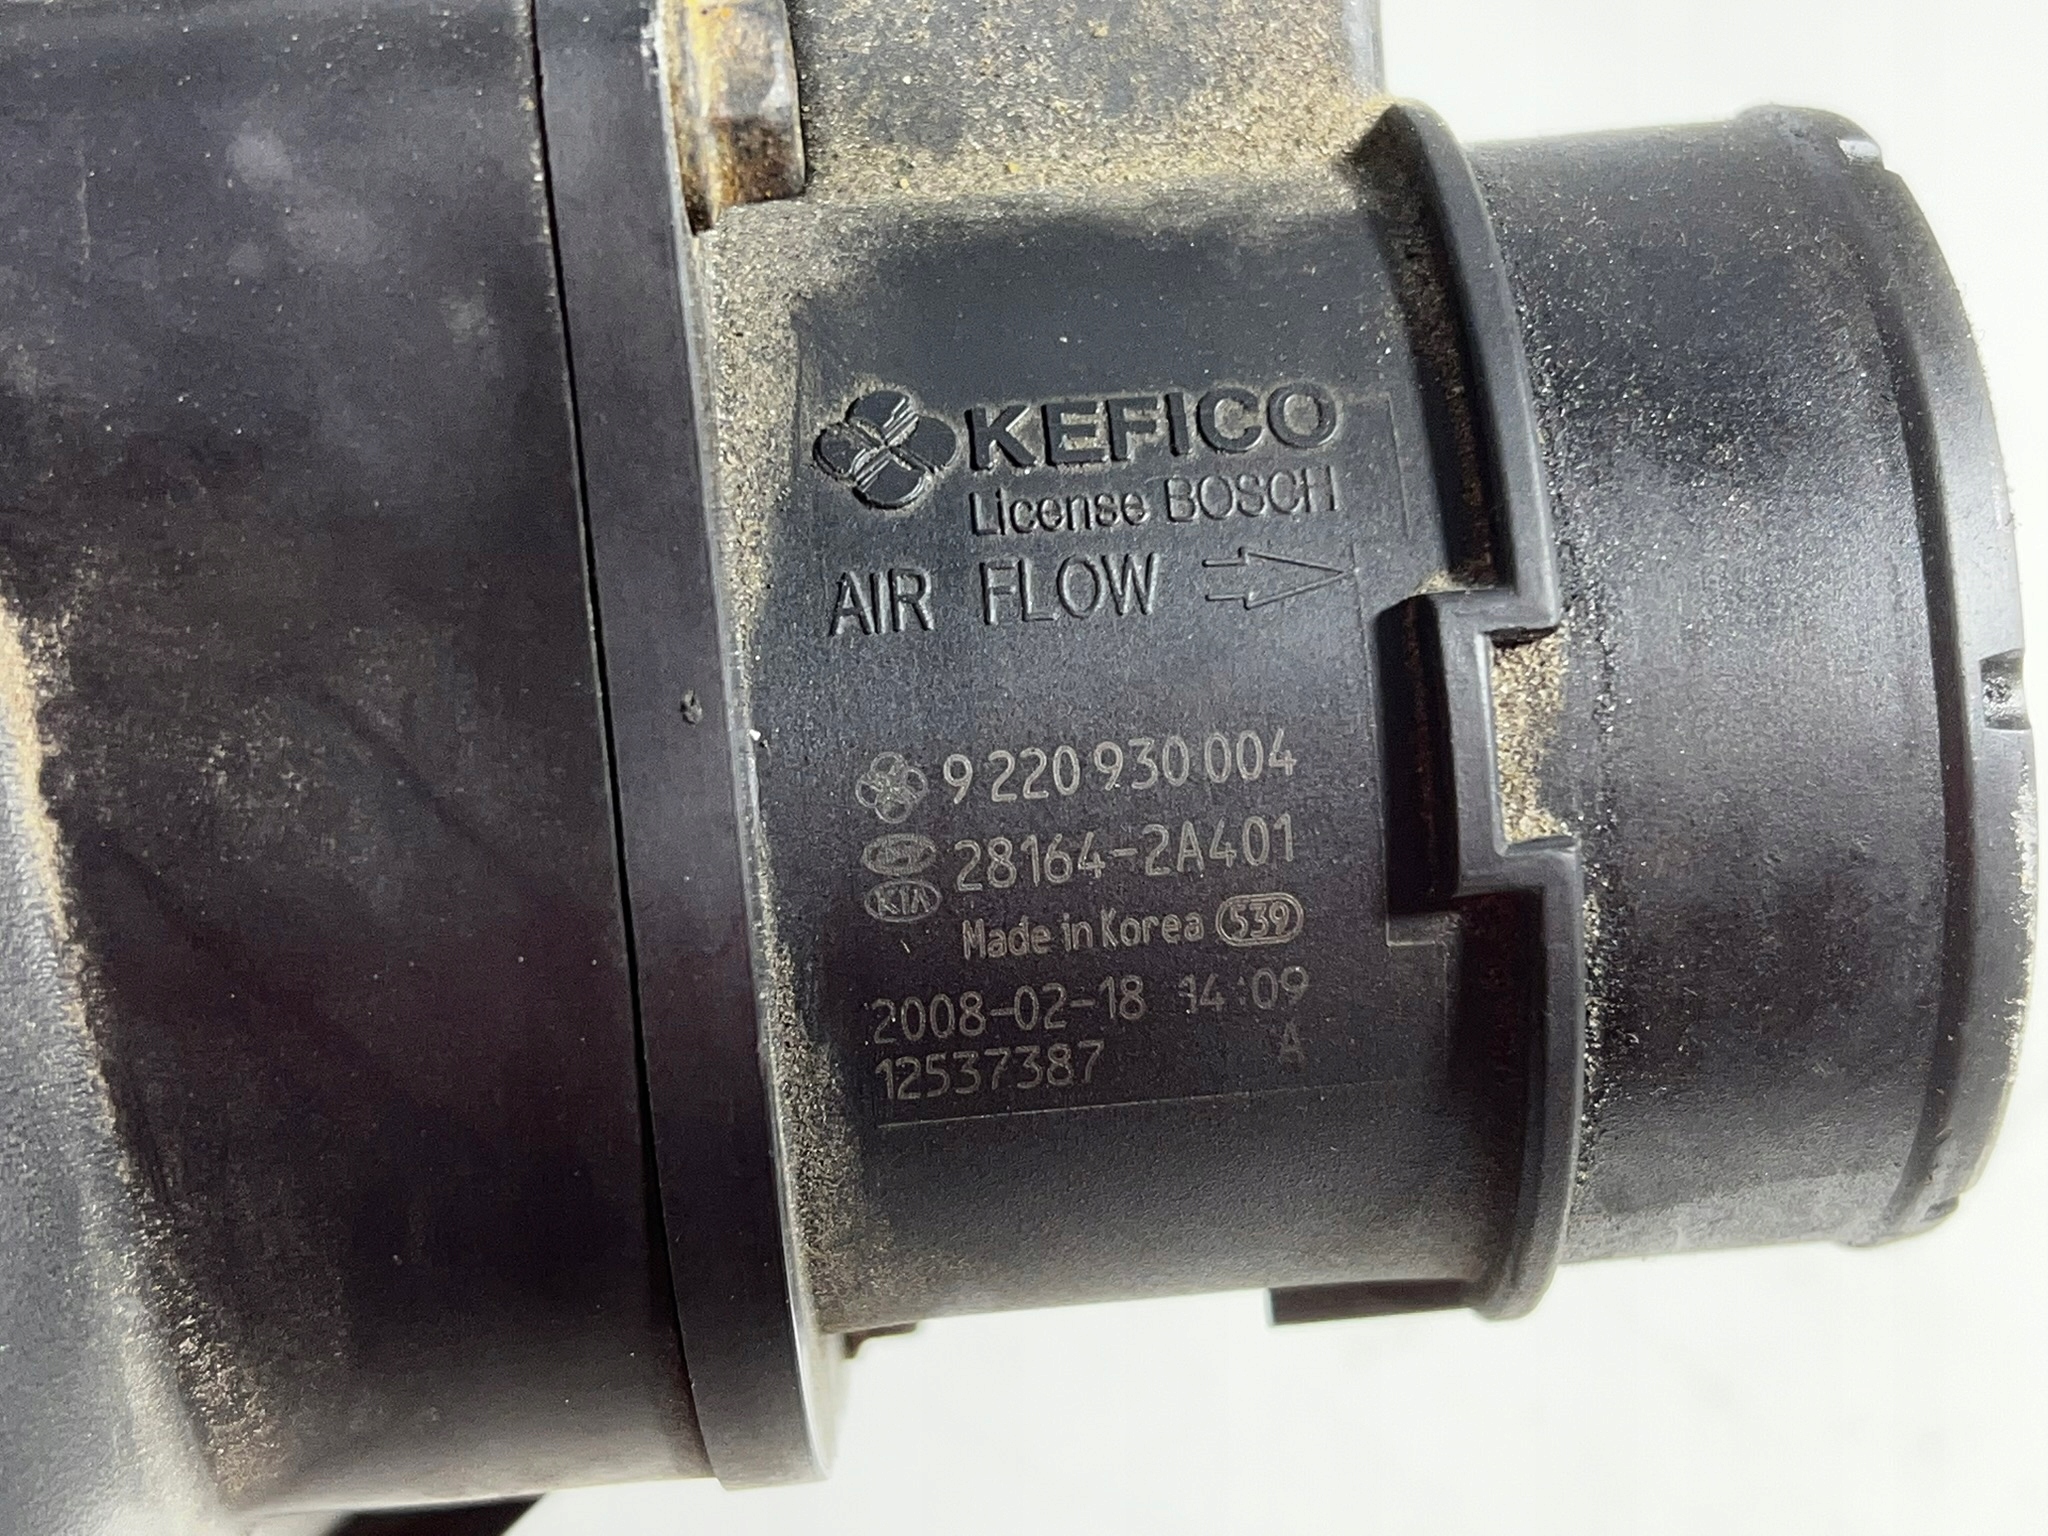 KEFICO
License BOSCH
AIR FLOW
9 220 930 004
28164-2A401
KIA
Made in Korea 539
2008-02-18 14:09
12537387 A